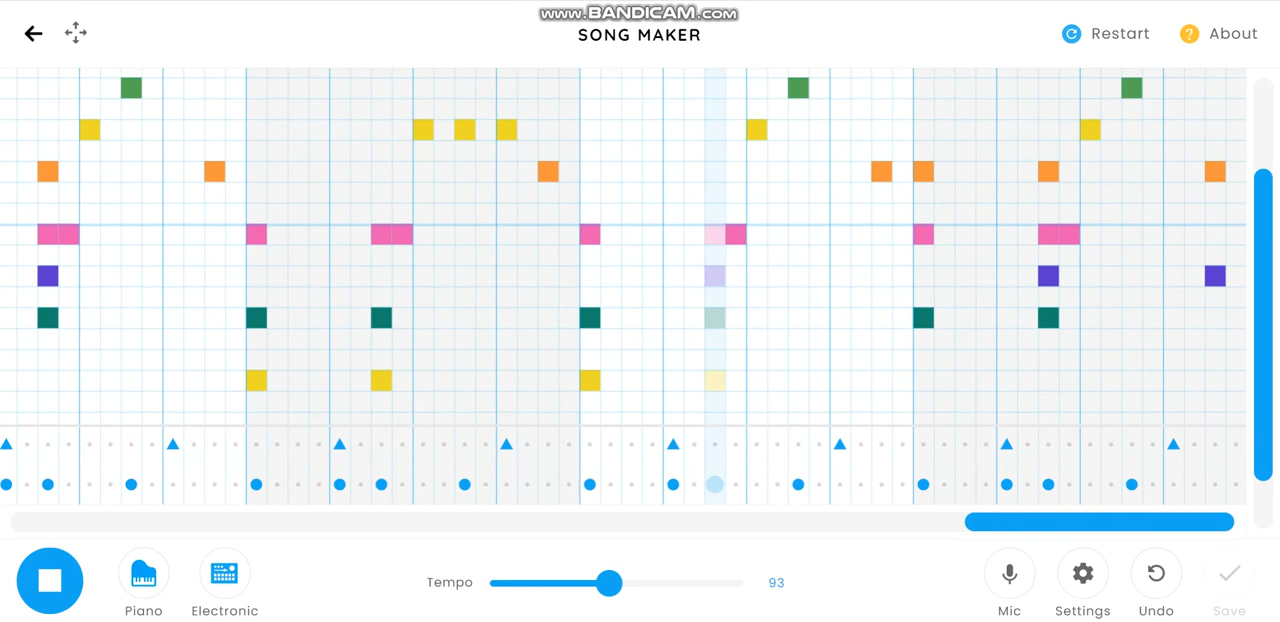 www.BANDICAM.com
SONG MAKER
Restart
About
Tempo
93
Piano
Electronic
Mic
Settings
Undo
Save